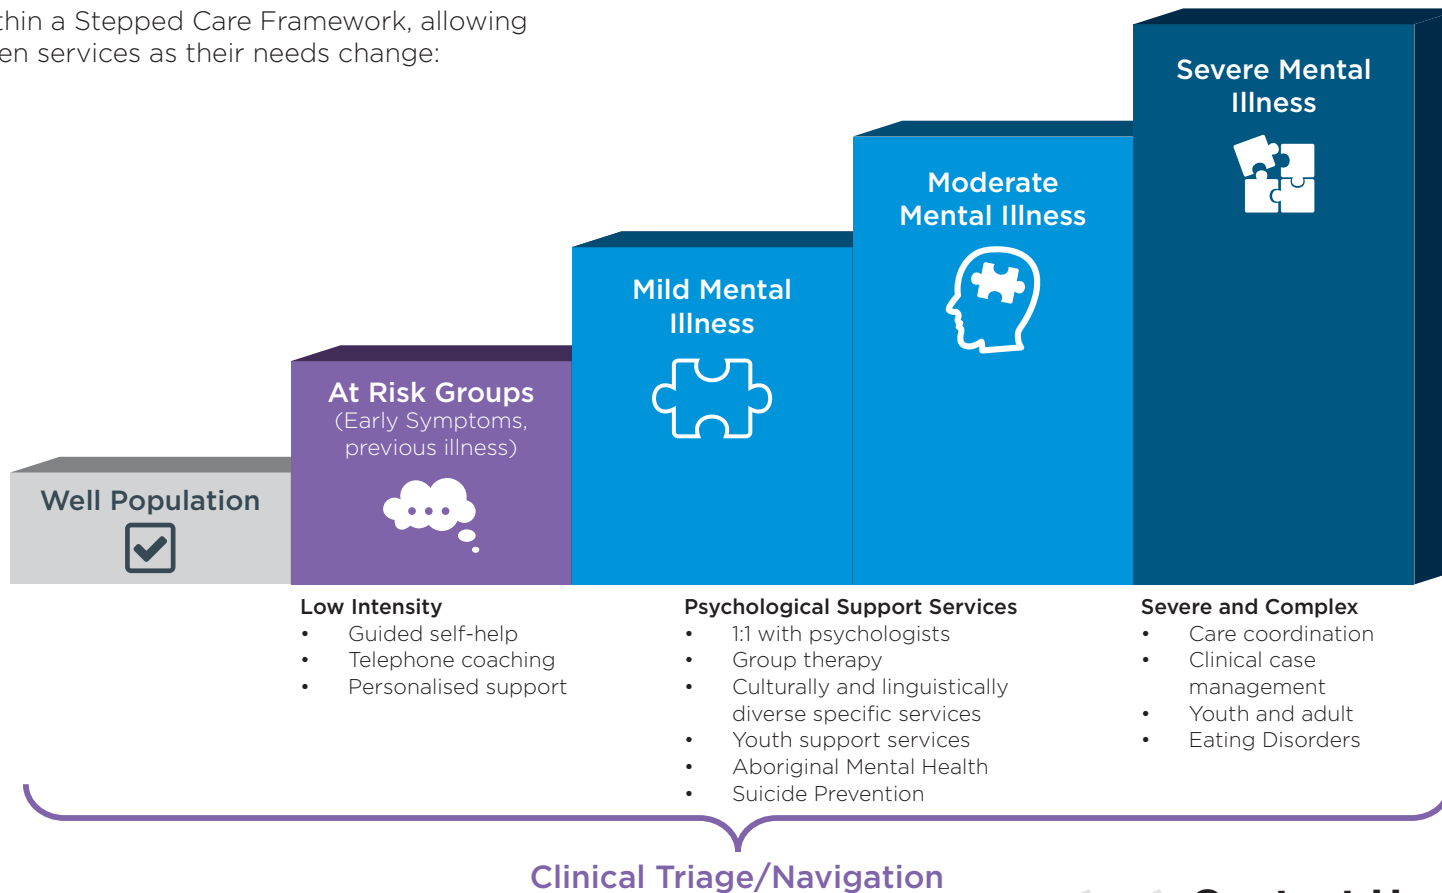 thin a Stepped Care Framework, allowing
en services as their needs change:
Severe Mental
Illness
Moderate
Mental Illness
Mild Mental
Illness
At Risk Groups
(Early Symptoms,
previous illness)
Well Population
Low Intensity
• Guided self-help
• Telephone coaching
• Personalised support
Psychological Support Services
• 1:1 with psychologists
• Group therapy
• Culturally and linguistically
diverse specific services
• Youth support services
• Aboriginal Mental Health
• Suicide Prevention
Severe and Complex
• Care coordination
• Clinical case
management
• Youth and adult
• Eating Disorders
Clinical Triage/Navigation